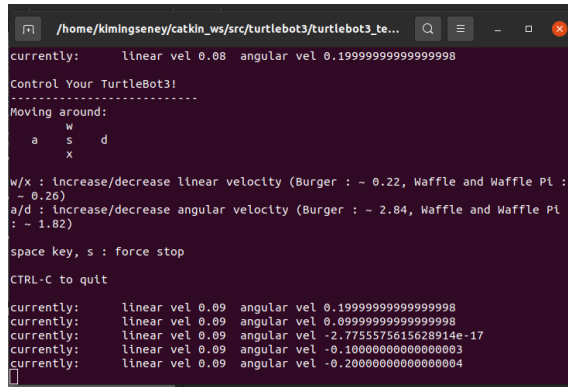 /home/kimingseney/catkin_ws/src/turtlebot3/turtlebot3_te...
currently: linear vel 0.08 angular vel 0.19999999999999998
Control Your TurtleBot3!
---------------------------
Moving around:
w
a s d
x
w/x : increase/decrease linear velocity (Burger : ~ 0.22, Waffle and Waffle Pi :
~ 0.26)
a/d : increase/decrease angular velocity (Burger : ~ 2.84, Waffle and Waffle Pi
: ~ 1.82)
space key, s : force stop
CTRL-C to quit
currently: linear vel 0.09 angular vel 0.19999999999999998
currently: linear vel 0.09 angular vel 0.09999999999999998
currently: linear vel 0.09 angular vel -2.7755575615628914e-17
currently: linear vel 0.09 angular vel -0.10000000000000003
currently: linear vel 0.09 angular vel -0.20000000000000004